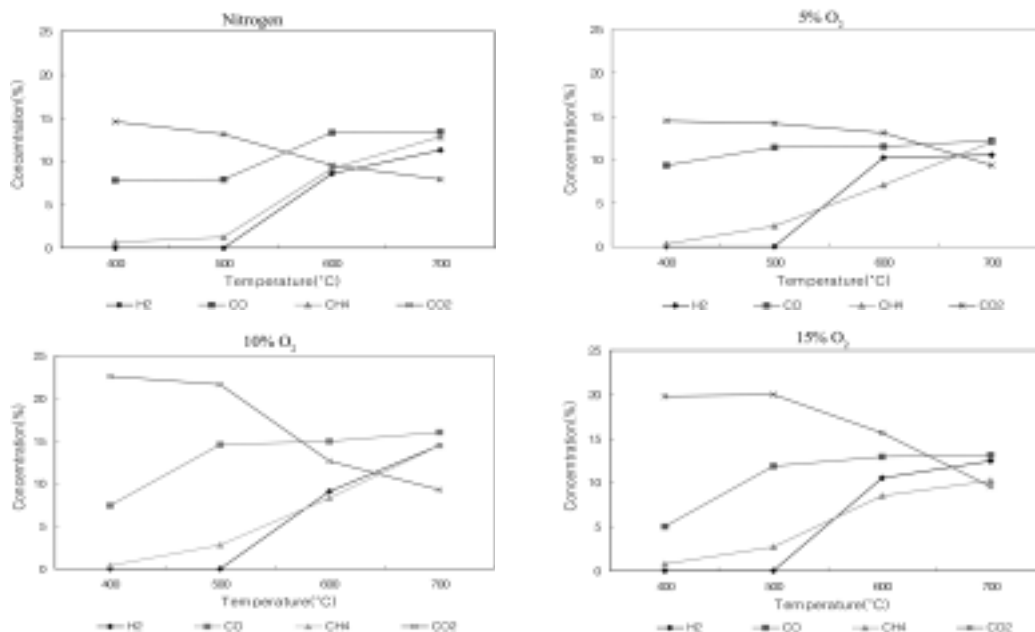 Nitrogen
25
20
15
10
5
0
Concentration(%)
400 500 600 700
Temperature(°C)
H2 CO CH4 CO2
5% O2
25
20
15
10
5
0
Concentration(%)
400 500 600 700
Temperature(°C)
H2 CO CH4 CO2
10% O2
25
20
15
10
5
0
Concentration(%)
400 500 600 700
Temperature(°C)
H2 CO CH4 CO2
15% O2
25
20
15
10
5
0
Concentration(%)
400 500 600 700
Temperature(°C)
H2 CO CH4 CO2